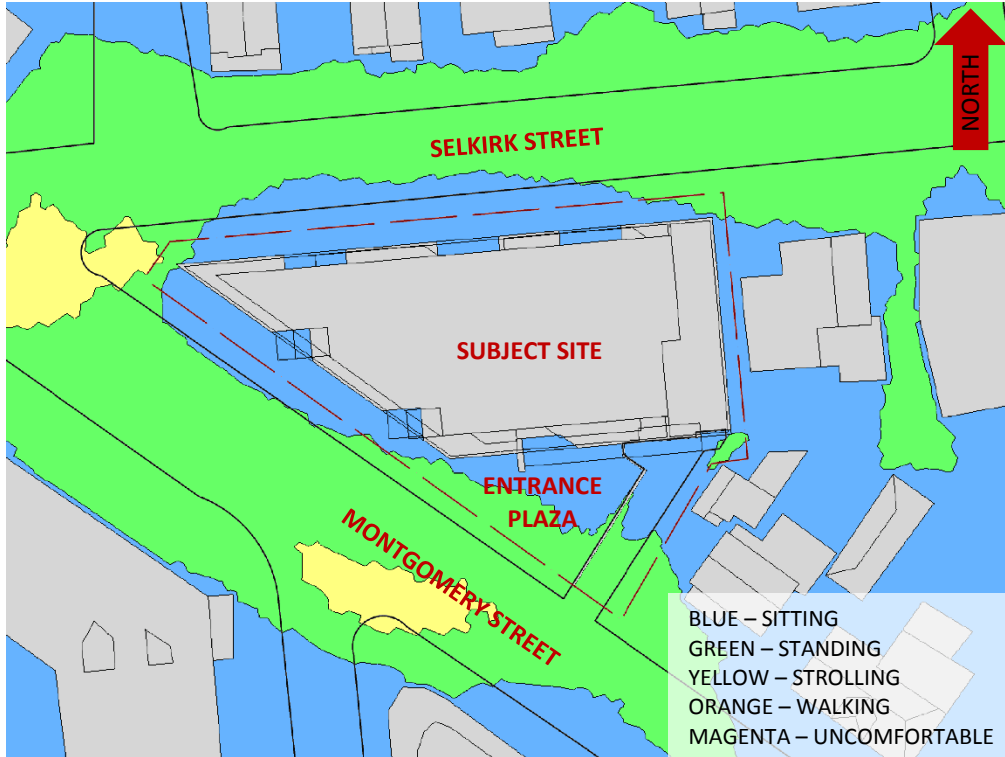 NORTH
SELKIRK STREET
SUBJECT SITE
ENTRANCE
PLAZA
MONTGOMERY STREET
BLUE – SITTING
GREEN – STANDING
YELLOW – STROLLING
ORANGE – WALKING
MAGENTA – UNCOMFORTABLE